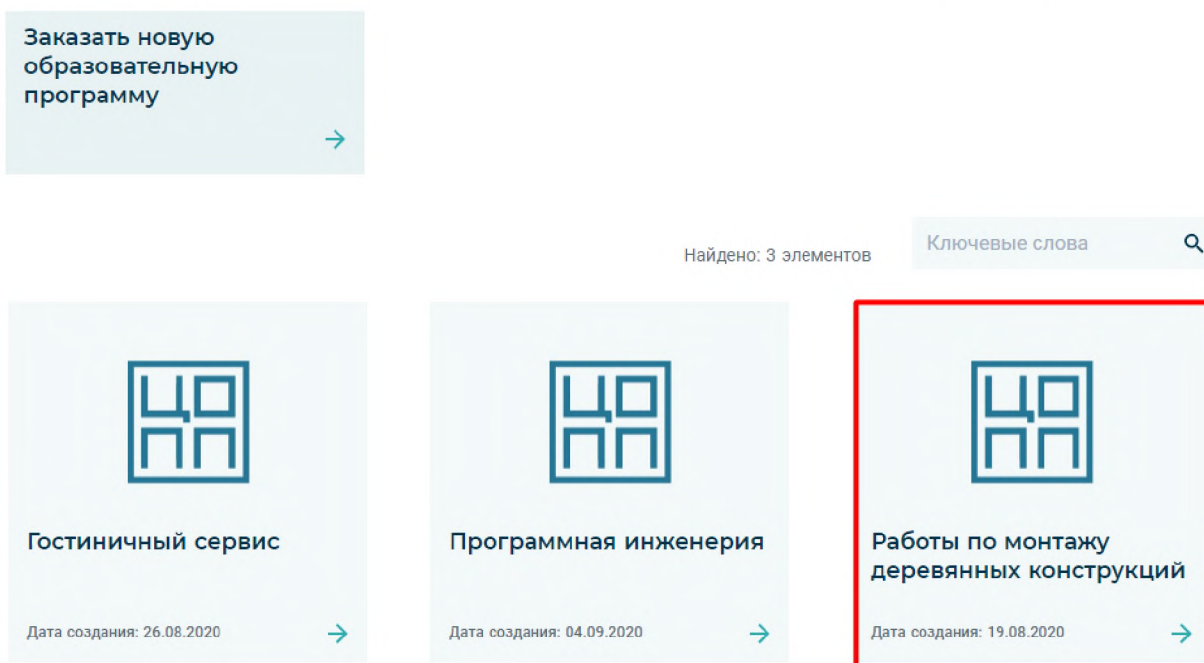 Заказать новую
образовательную
программу
Найдено: 3 элементов
Ключевые слова
ЦО
ПП
Гостиничный сервис
Дата создания: 26.08.2020
ЦО
ПП
Программная инженерия
Дата создания: 04.09.2020
ЦО
ПП
Работы по монтажу
деревянных конструкций
Дата создания: 19.08.2020